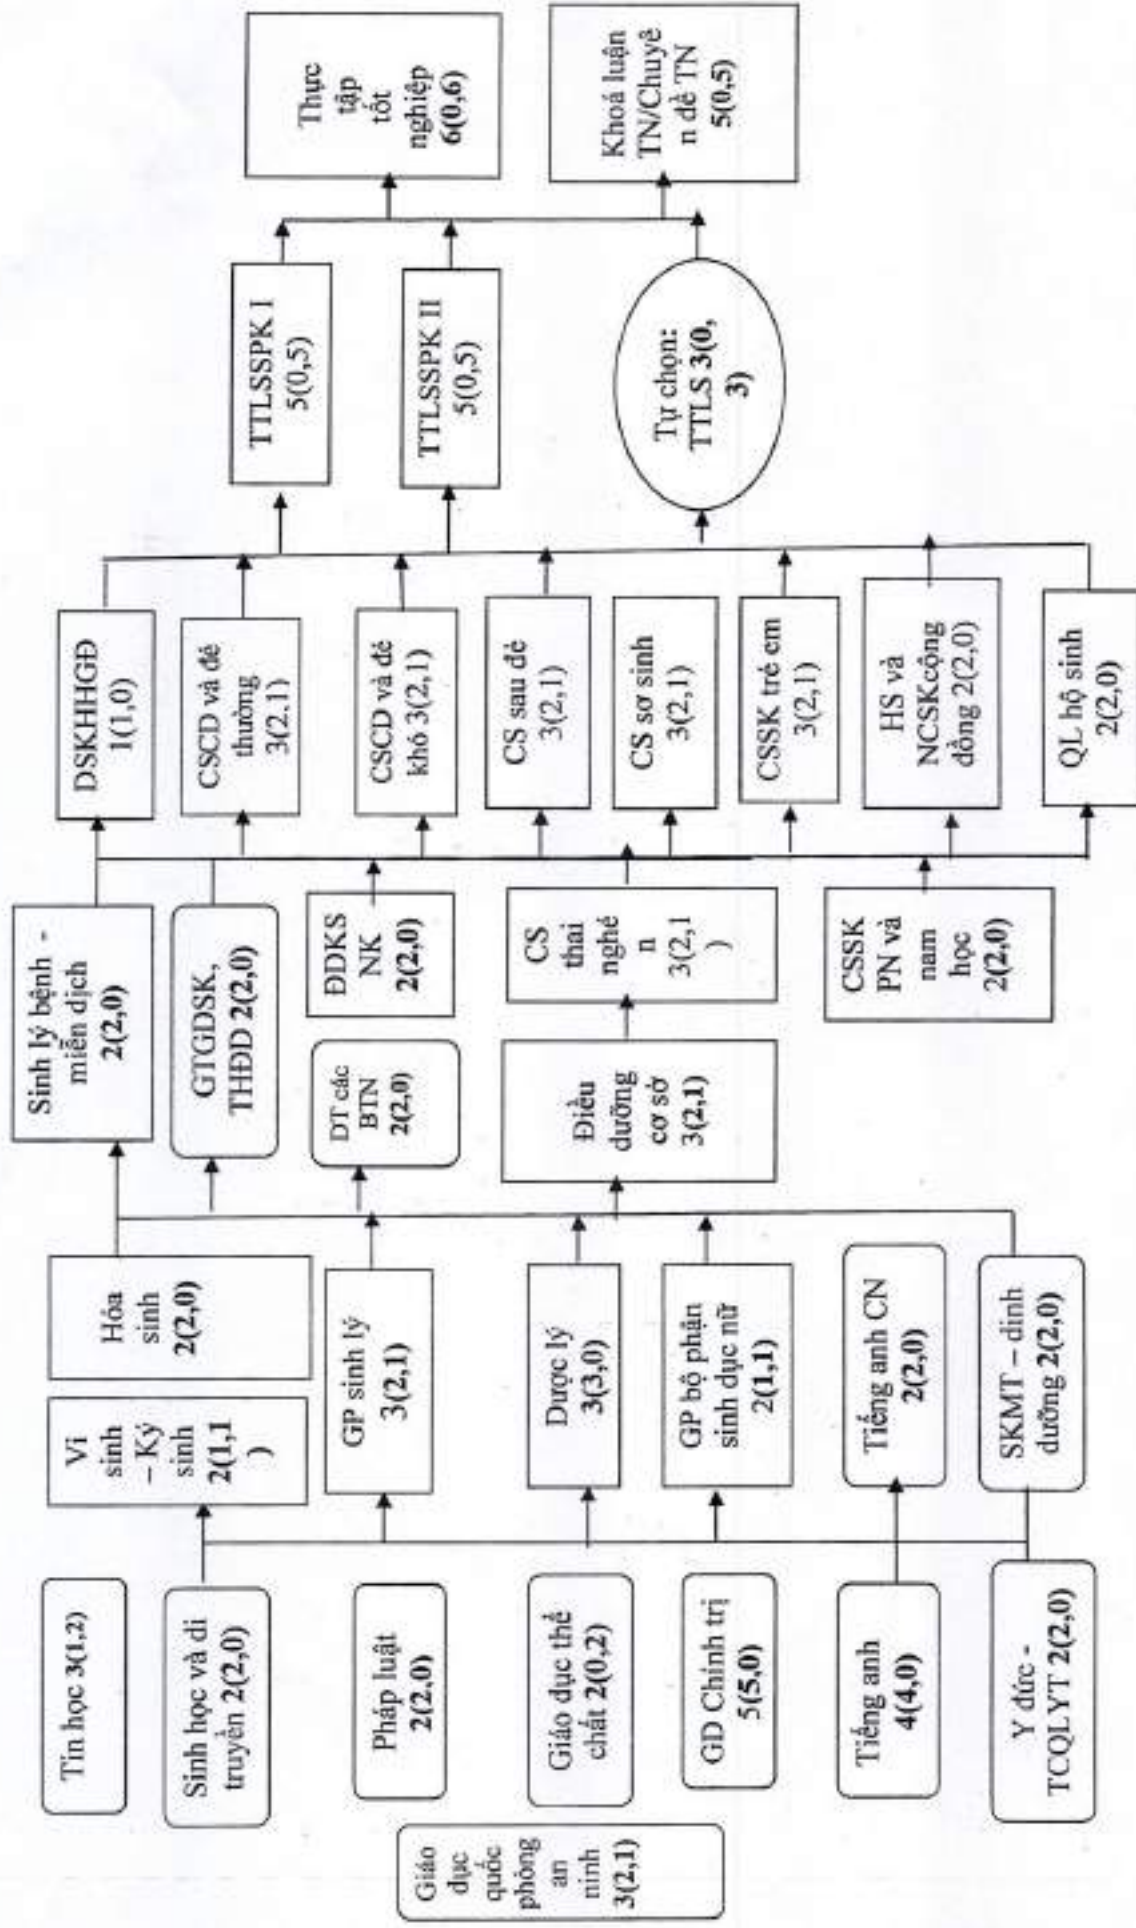 Giáo
dục
quốc
phòng
an
ninh
3(2,1)
Tin học 3(1,2)
Sinh học và di
truyền 2(2,0)
Pháp luật
2(2,0)
Giáo dục thể
chất 2(0,2)
GD Chính trị
5(5,0)
Tiếng anh
4(4,0)
Y đức -
TCQLYT 2(2,0)
Vi
sinh
– Ký
sinh
2(1,1
)
Hóa
sinh
2(2,0)
GP sinh lý
3(2,1)
Dược lý
3(3,0)
GP bộ phận
sinh dục nữ
2(1,1)
Tiếng anh CN
2(2,0)
SKMT – dinh
dưỡng 2(2,0)
Sinh lý bệnh -
miễn dịch
2(2,0)
GTGDSK,
THĐD 2(2,0)
DT các
BTN
2(2,0)
ĐDKS
NK
2(2,0)
Điều
dưỡng
cơ sở
3(2,1)
CS
thai
nghé
n
3(2,1
)
CSSK
PN và
nam
học
2(2,0)
DSKHHGĐ
1(1,0)
CSCD và đẻ
thường
3(2,1)
CSCD và đẻ
khó 3(2,1)
CS sau đẻ
3(2,1)
CS sơ sinh
3(2,1)
CSSK trẻ em
3(2,1)
HS và
NCSKcộng
đồng 2(2,0)
QL hộ sinh
2(2,0)
TTLSSPK I
5(0,5)
TTLSSPK II
5(0,5)
Tự chọn:
TTLS 3(0,
3)
Thực
tập
tốt
nghiệp
6(0,6)
Khoá luận
TN/Chuyê
n đề TN
5(0,5)